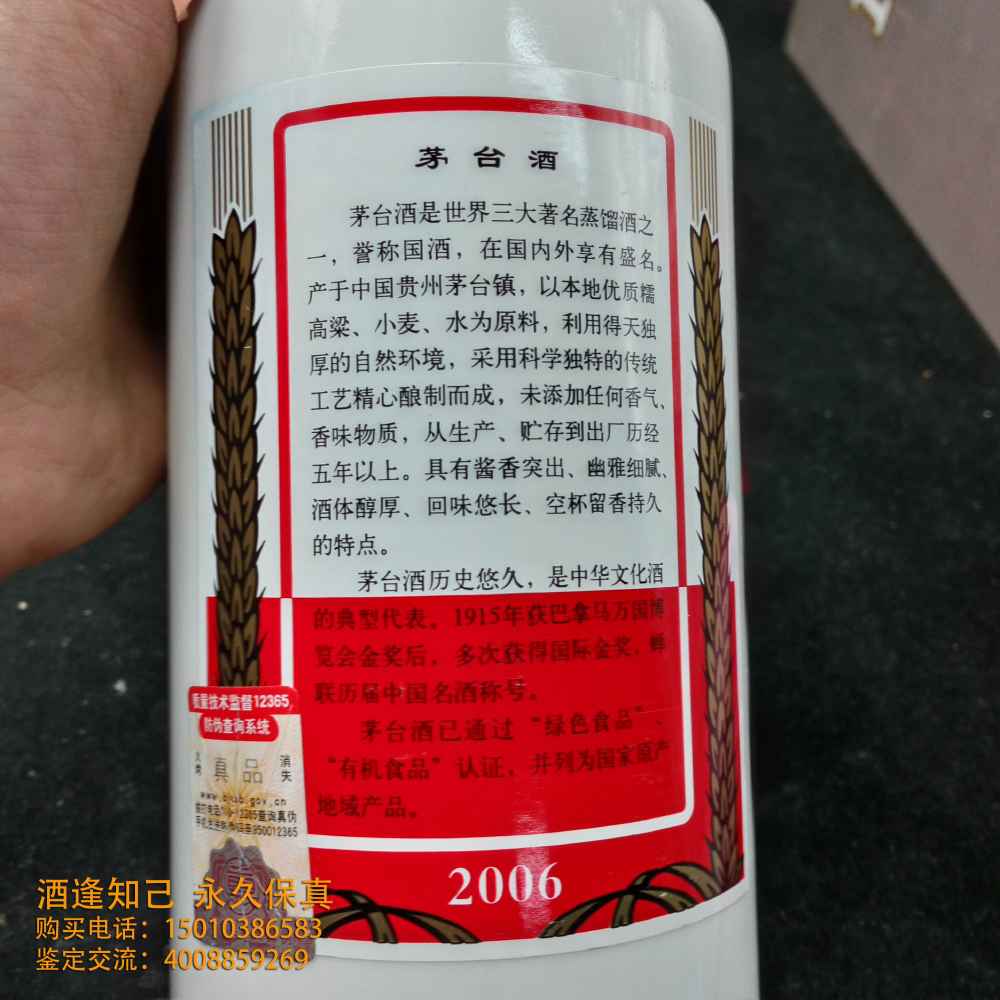 茅台酒
茅台酒是世界三大著名蒸馏酒之
一，誉称国酒，在国内外享有盛名。
产于中国贵州茅台镇，以本地优质糯
高粱、小麦、水为原料，利用得天独
厚的自然环境，采用科学独特的传统
工艺精心酿制而成，未添加任何香气、
香味物质，从生产、贮存到出厂历经
五年以上。具有酱香突出、幽雅细腻、
酒体醇厚、回味悠长、空杯留香持久
的特点。
茅台酒历史悠久，是中华文化酒
的典型代表。1915年获巴拿马万国博
览会金奖后，多次获得国际金奖，蝉
联历届中国名酒称号。
茅台酒已通过“绿色食品”、
“有机食品”认证，并列为国家原产
地域产品。
2006
质量技术监督12365
防伪查询系统
真品
消失
酒逢知己 永久保真
购买电话：15010386583
鉴定交流：4008859269